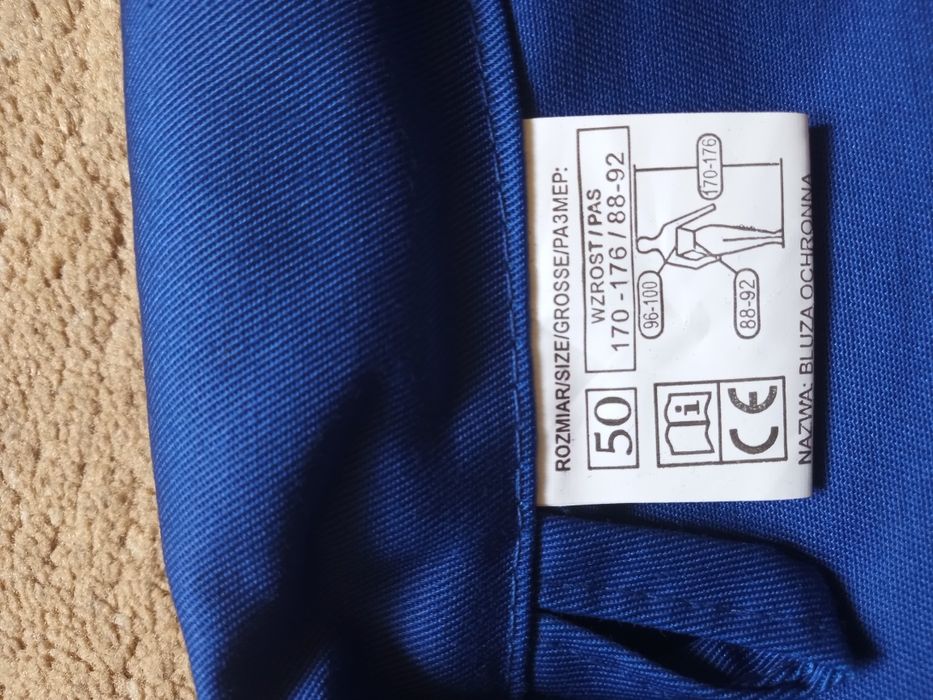 ROZMIAR/SIZE/GROSSE/РАЗМЕР:
50
WZROST / PAS
170 -176 / 88-92
170-176
96-100
88-92
i
CE
NAZWA: BLUZA OCHRONNA